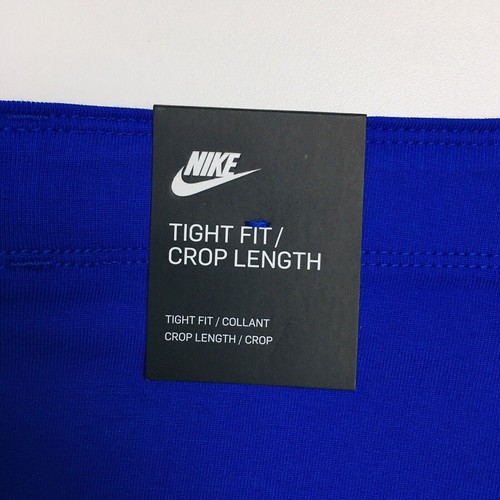 NIKE
TIGHT FIT /
CROP LENGTH
TIGHT FIT / COLLANT
CROP LENGTH / CROP